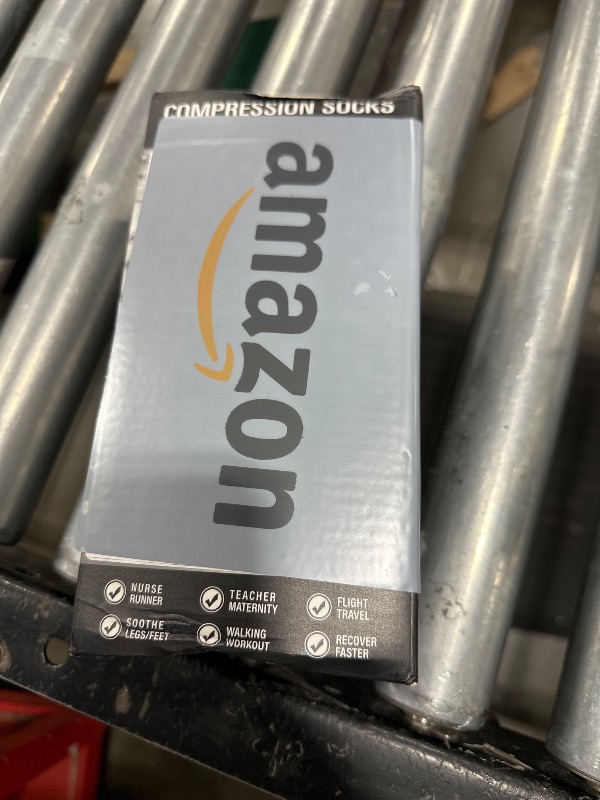 COMPRESSION SOCKS
amazon
NURSE
RUNNER
TEACHER
MATERNITY
FLIGHT
TRAVEL
SOOTHE
LEGS/FEET
WALKING
WORKOUT
RECOVER
FASTER